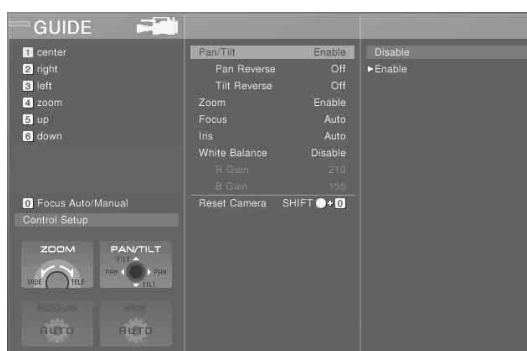 GUIDE
1 center
2 right
3 left
4 zoom
5 up
6 down
0 Focus Auto/Manual
Control Setup
ZOOM
WIDE TELE
PAN/TILT
TILT
PAN PAN
TILT
AUTO
AUTO
Pan/Tilt Enable
Pan Reverse Off
Tilt Reverse Off
Zoom Enable
Focus Auto
Iris Auto
White Balance Disable
R Gain 210
B Gain 155
Reset Camera SHIFT + 0
Disable
►Enable